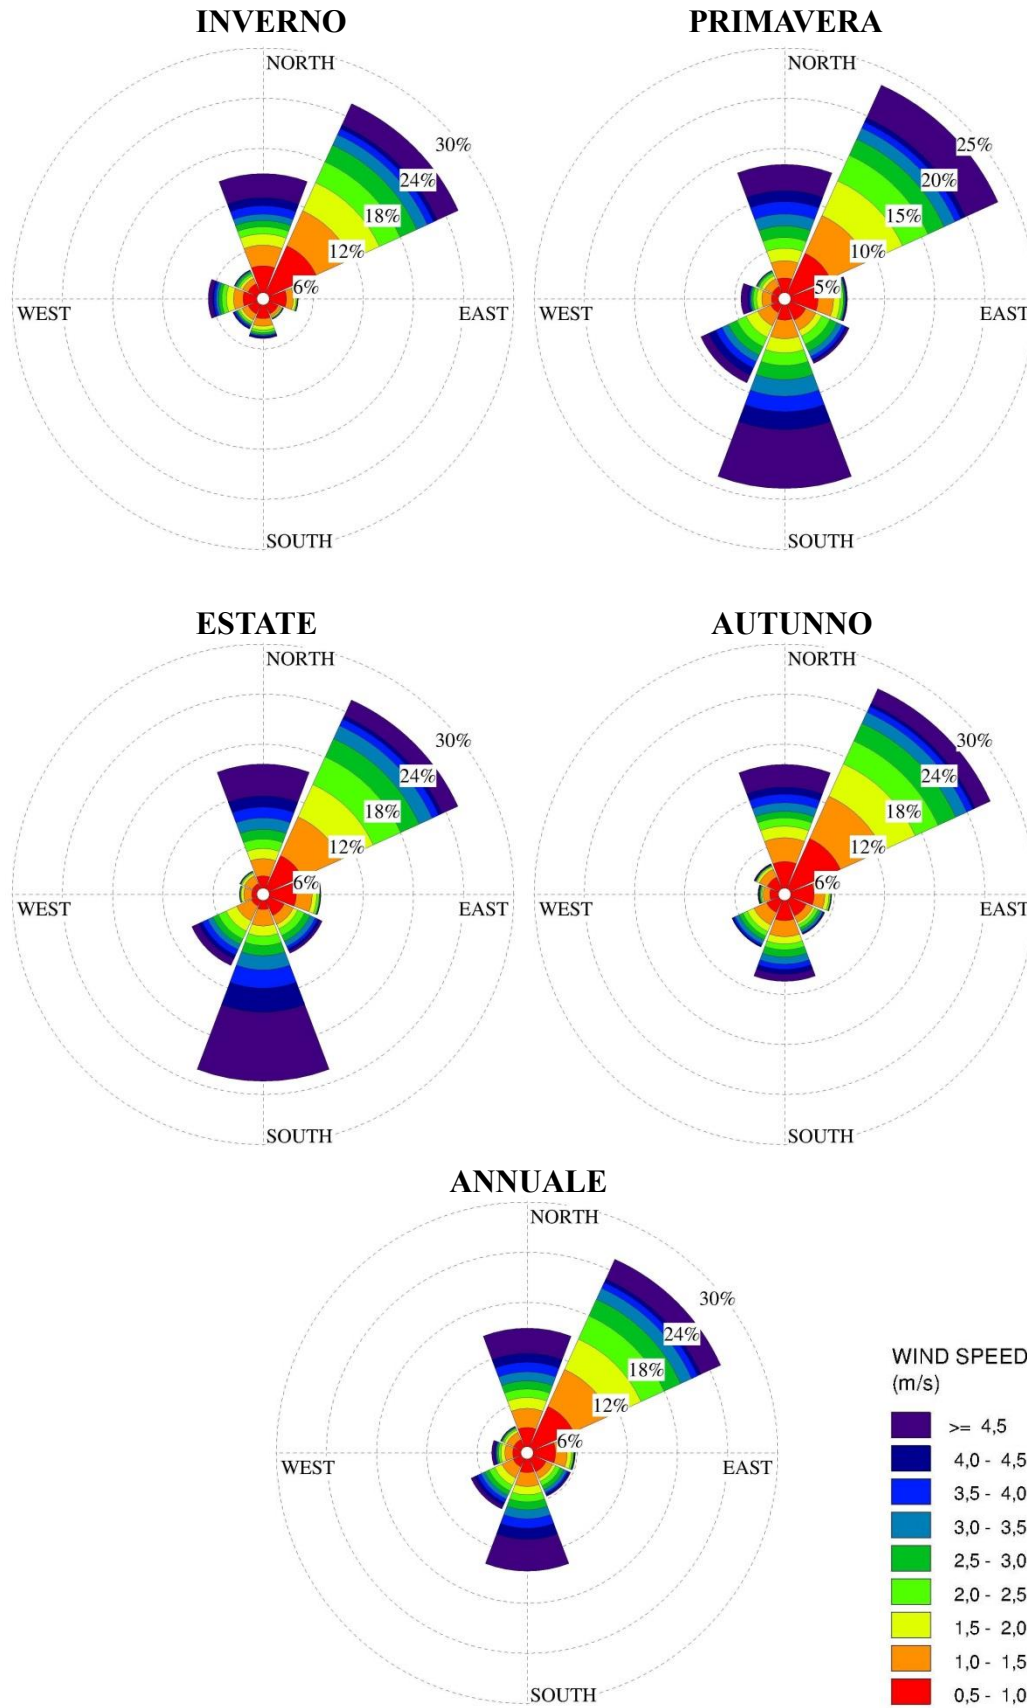 INVERNO
NORTH
30%
24%
18%
12%
6%
WEST
EAST
SOUTH
PRIMAVERA
NORTH
25%
20%
15%
10%
5%
WEST
EAST
SOUTH
ESTATE
NORTH
30%
24%
18%
12%
6%
WEST
EAST
SOUTH
AUTUNNO
NORTH
30%
24%
18%
12%
6%
WEST
EAST
SOUTH
ANNUALE
NORTH
30%
24%
18%
12%
6%
WEST
EAST
SOUTH
WIND SPEED
(m/s)
>= 4,5
4,0 - 4,5
3,5 - 4,0
3,0 - 3,5
2,5 - 3,0
2,0 - 2,5
1,5 - 2,0
1,0 - 1,5
0,5 - 1,0